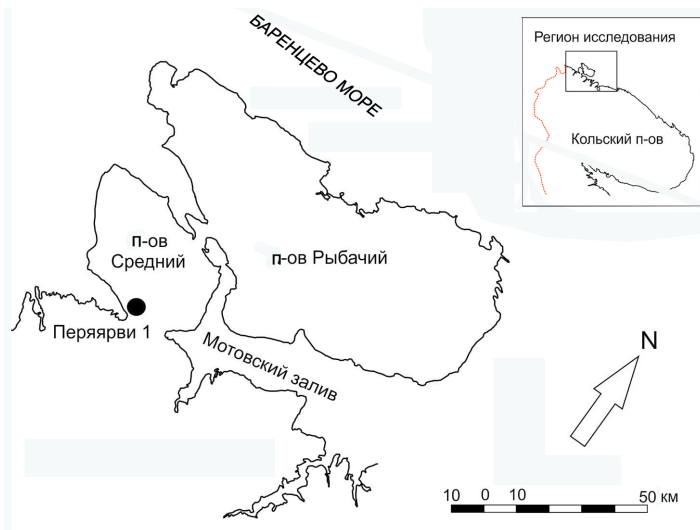 БАРЕНЦЕВО МОРЕ
Регион исследования
Кольский п-ов
п-ов
Средний
п-ов Рыбачий
Перяярви 1
Мотовский залив
N
10 0 10 50 км